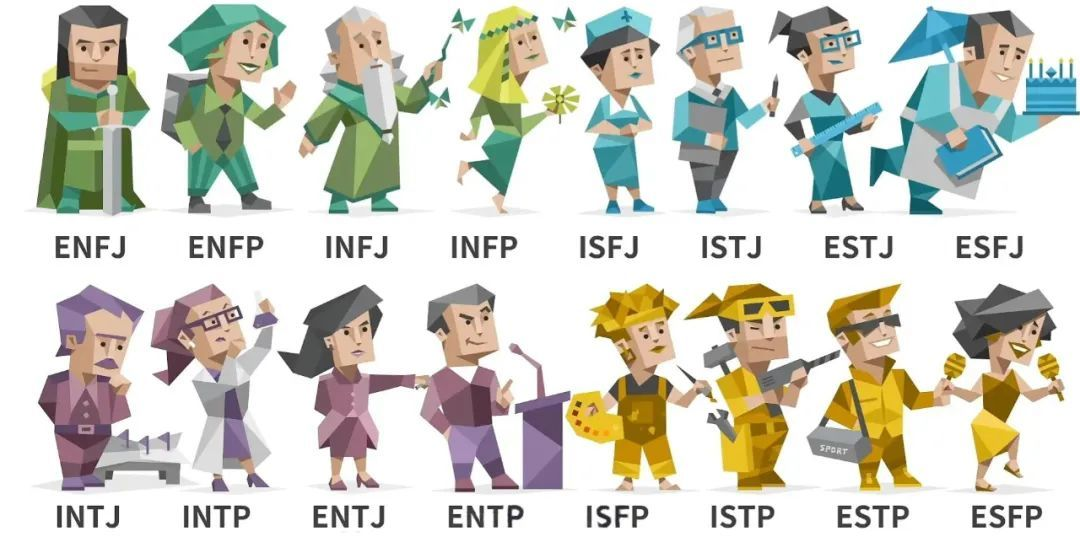 ENFJ ENFP INFJ INFP ISFJ ISTJ ESTJ ESFJ
SPORT
INTJ INTP ENTJ ENTP ISFP ISTP ESTP ESFP